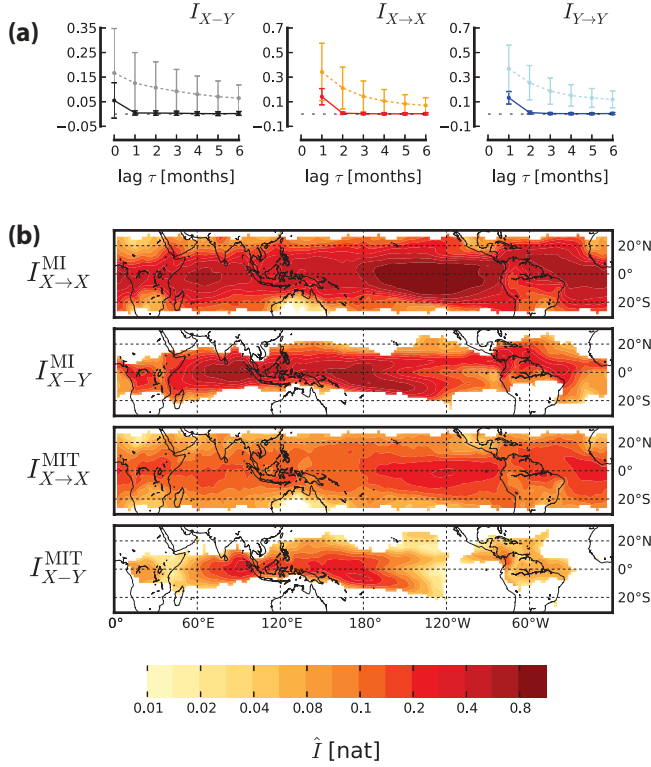 (a)
I_{X−Y} I_{X→X} I_{Y→Y}
0.35 0.25 0.15 0.05 −0.05
0.7 0.5 0.3 0.1 −0.1
0.7 0.5 0.3 0.1 −0.1
0 1 2 3 4 5 6 0 1 2 3 4 5 6 0 1 2 3 4 5 6
lag τ [months] lag τ [months] lag τ [months]
(b)
I^{MI}_{X→X} 20°N 0° 20°S
I^{MI}_{X−Y} 20°N 0° 20°S
I^{MIT}_{X→X} 20°N 0° 20°S
I^{MIT}_{X−Y} 20°N 0° 20°S
0° 60°E 120°E 180° 120°W 60°W
0.01 0.02 0.04 0.08 0.1 0.2 0.4 0.8
Î [nat]